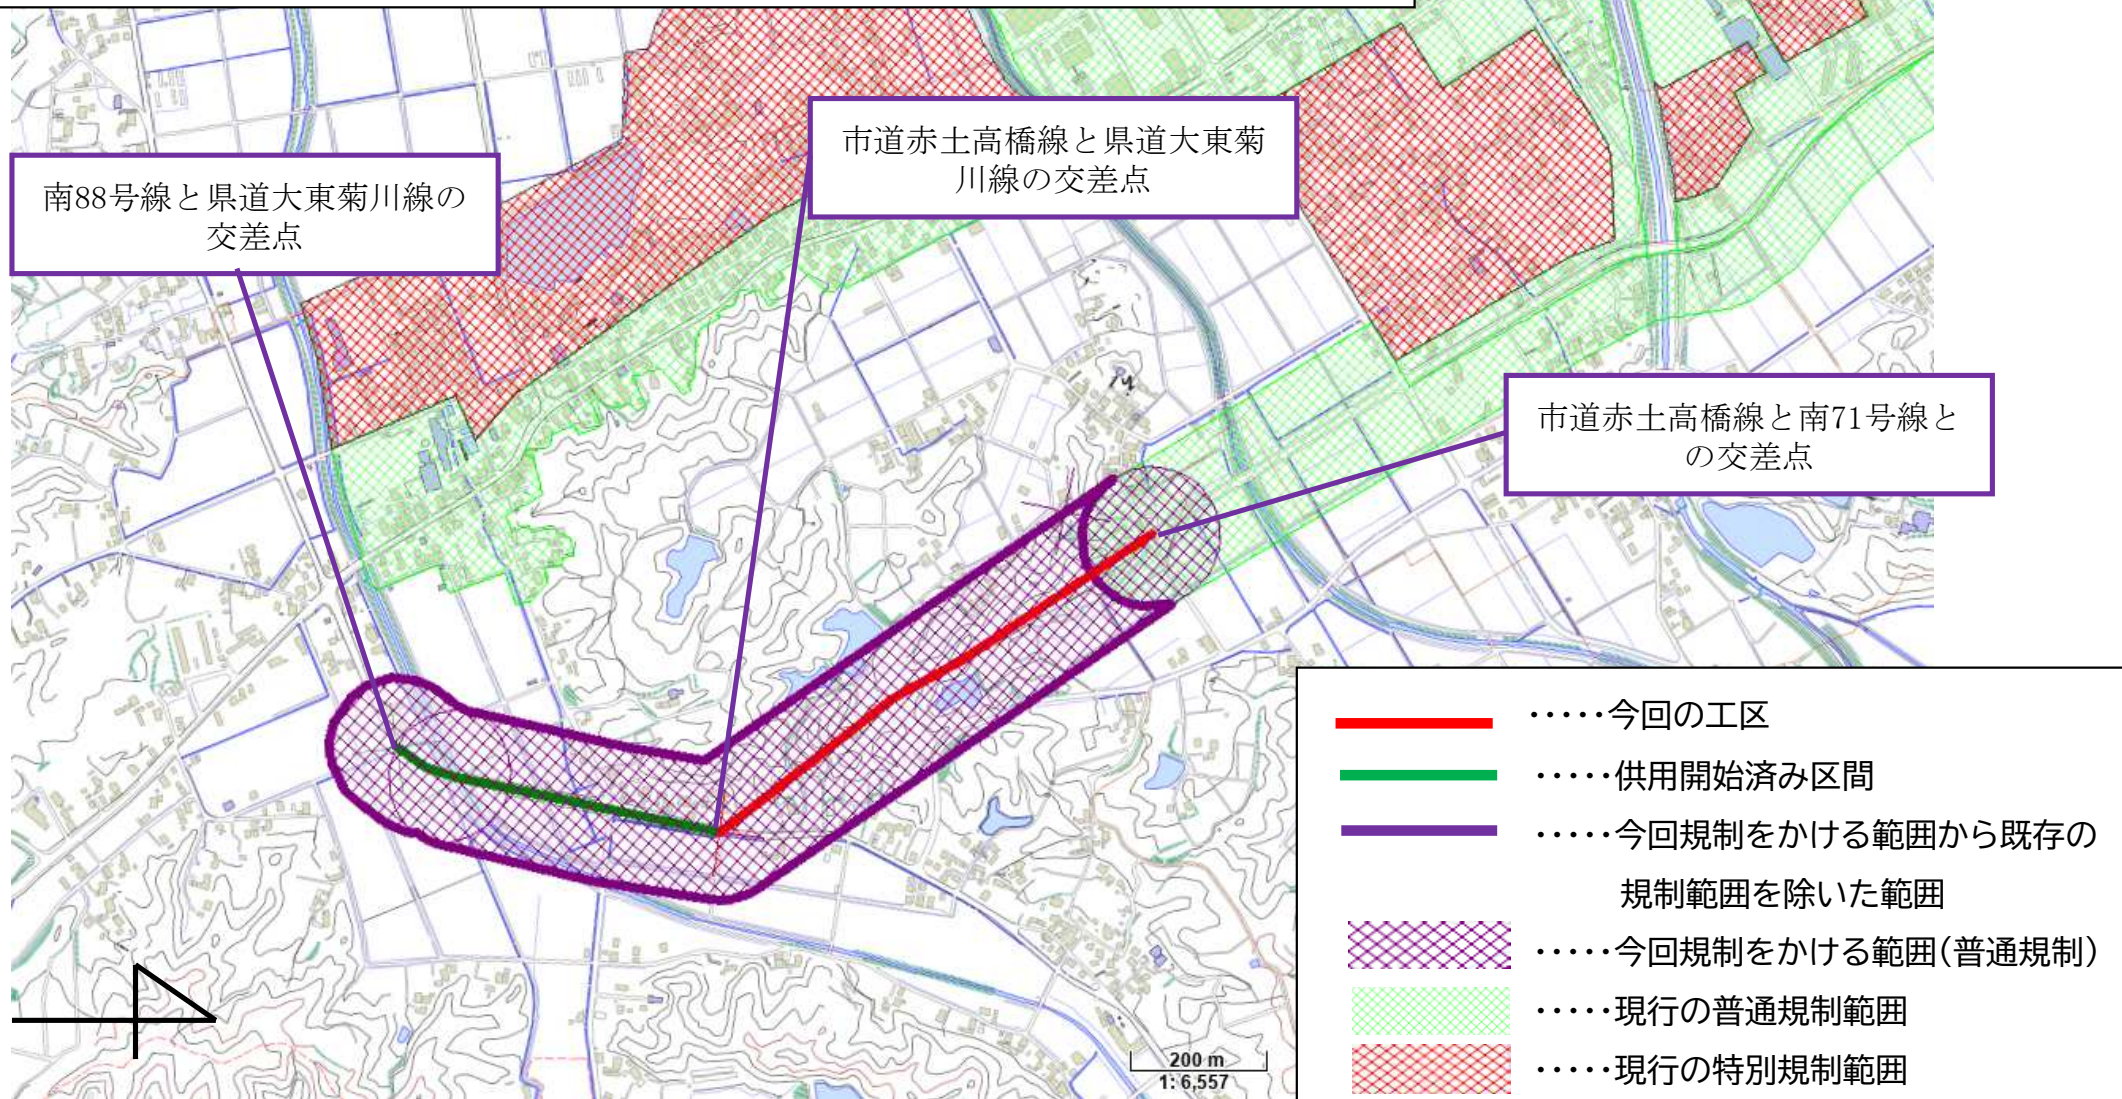 市道赤土高橋線と県道大東菊
川線の交差点
南88号線と県道大東菊川線の
交差点
市道赤土高橋線と南71号線と
の交差点
‥‥‥今回の工区
‥‥‥供用開始済み区間
‥‥‥今回規制をかける範囲から既存の
規制範囲を除いた範囲
‥‥‥今回規制をかける範囲(普通規制)
‥‥‥現行の普通規制範囲
‥‥‥現行の特別規制範囲
200 m
1: 6,557